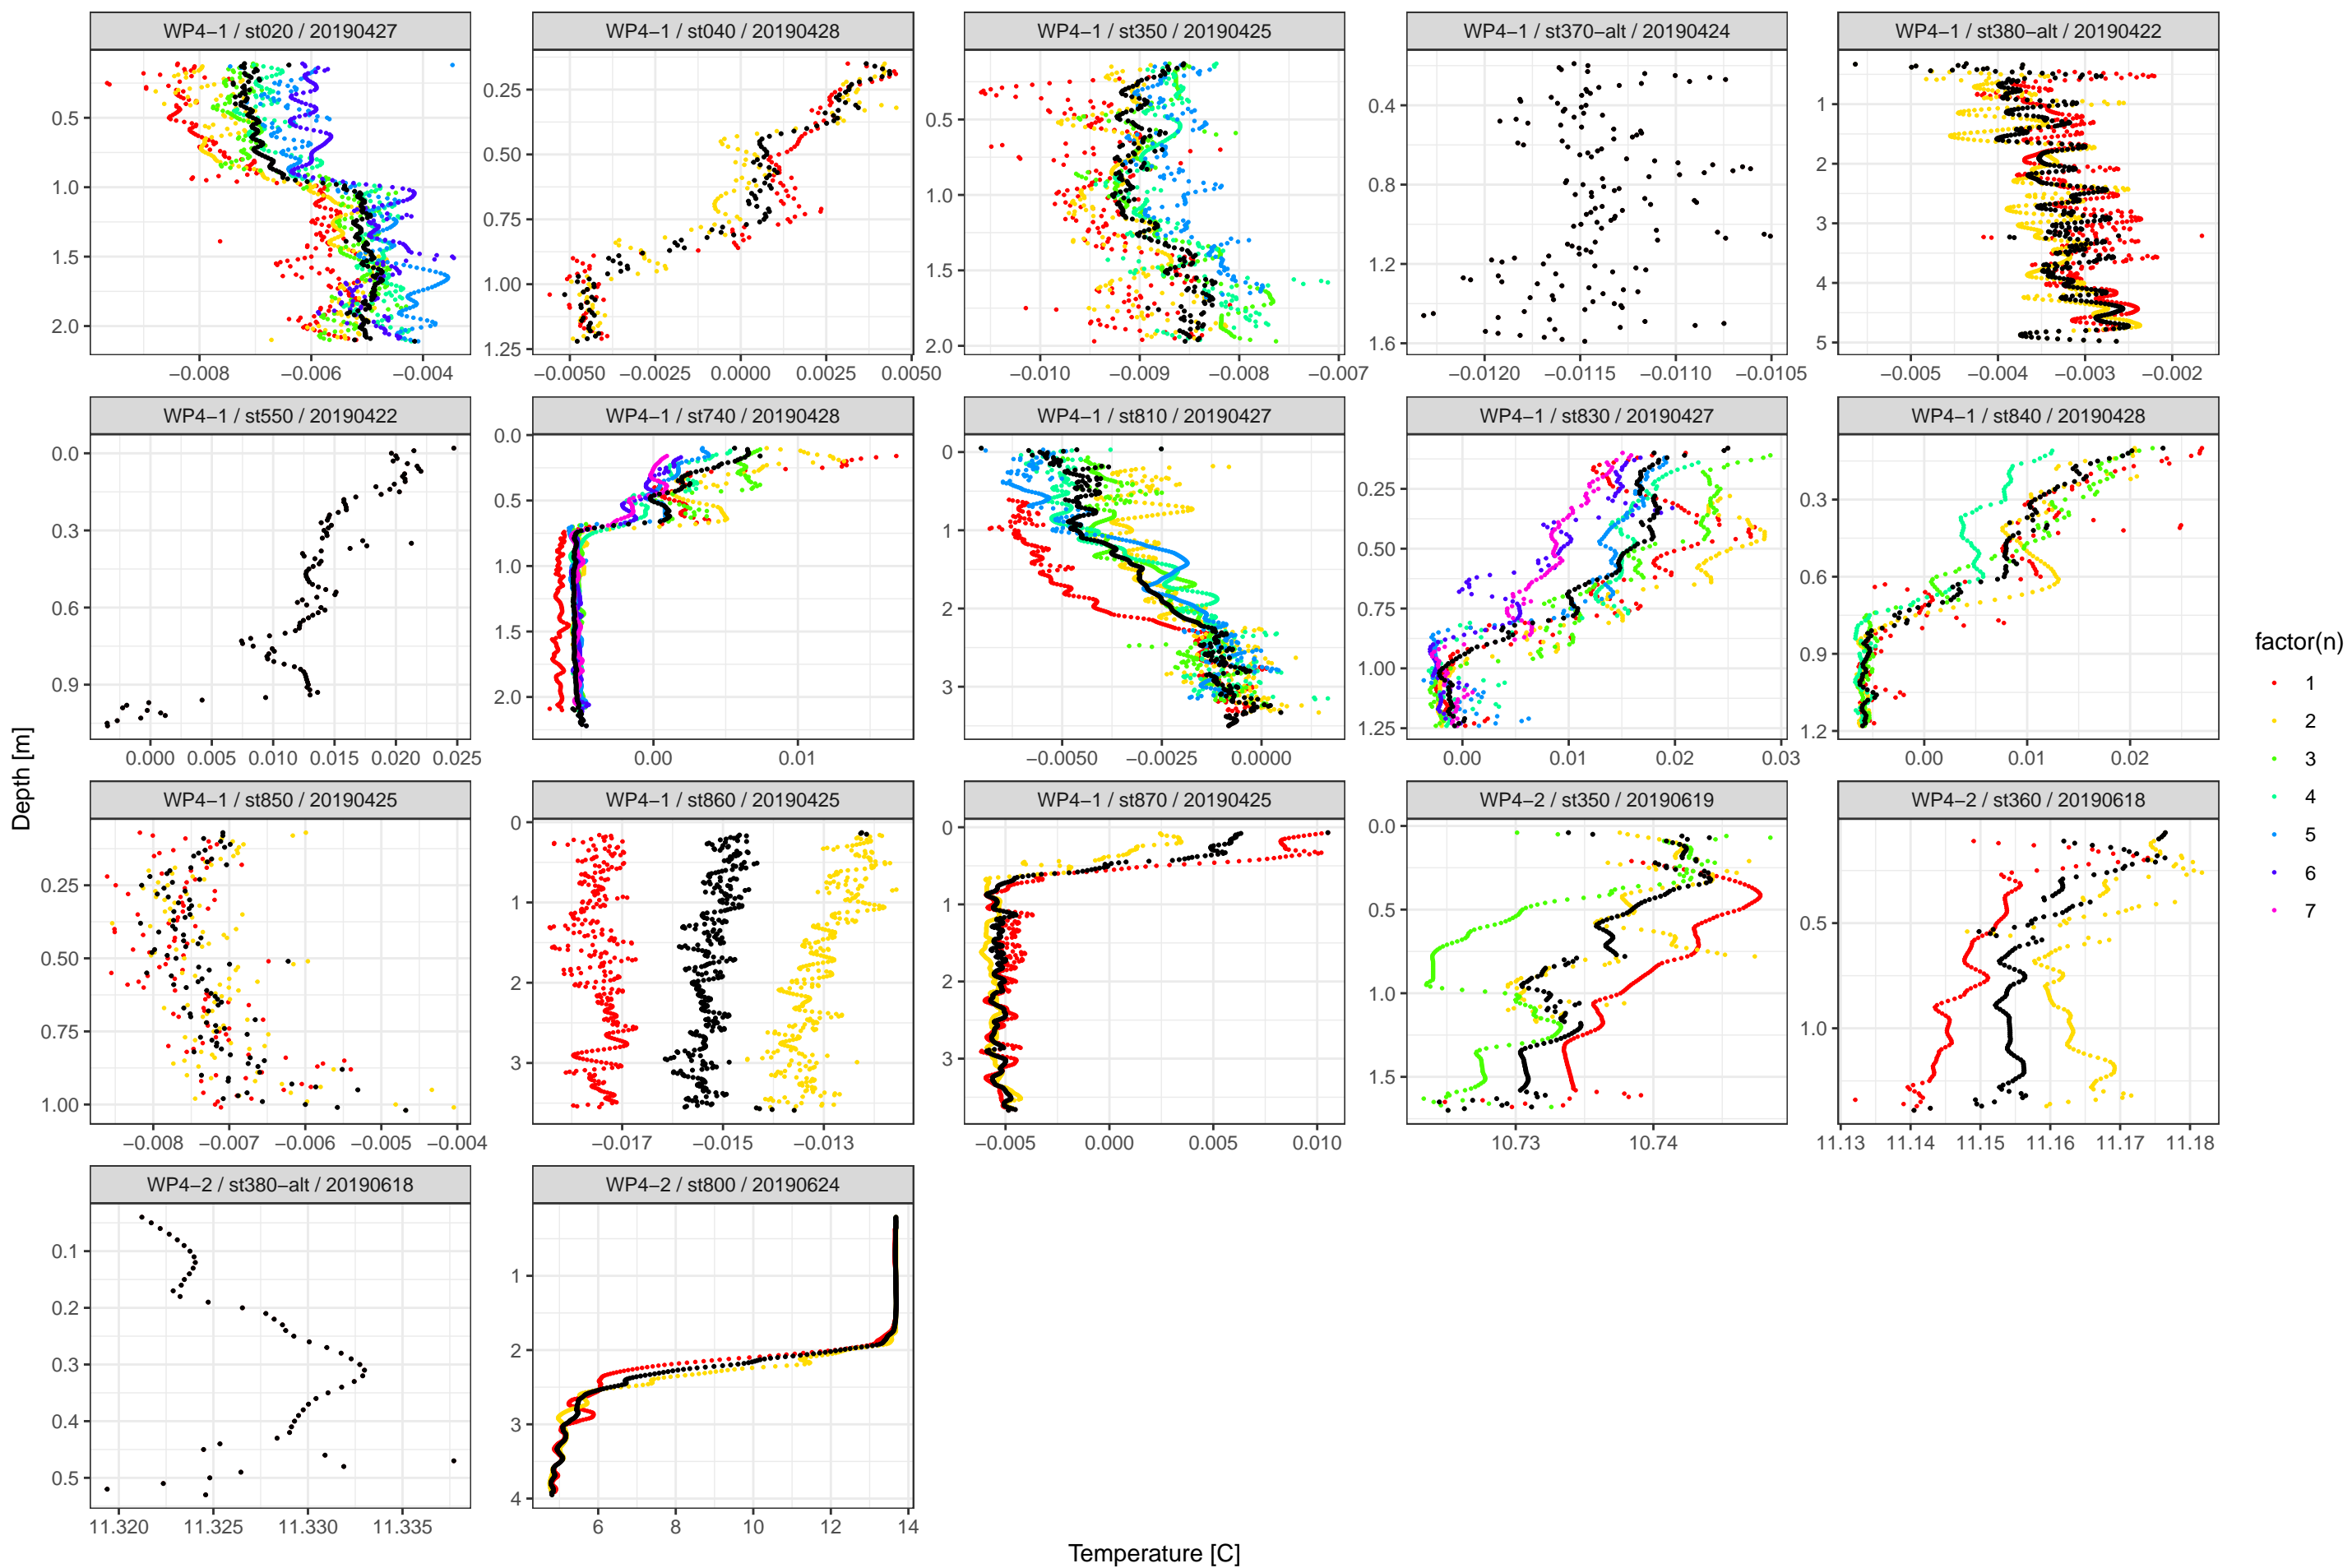 WP4−1 / st020 / 20190427
WP4−1 / st040 / 20190428
WP4−1 / st350 / 20190425
WP4−1 / st370−alt / 20190424
WP4−1 / st380−alt / 20190422
0.5
1.0
1.5
2.0
−0.008 −0.006 −0.004
0.25
0.50
0.75
1.00
1.25
−0.0050 −0.0025 0.0000 0.0025 0.0050
0.5
1.0
1.5
2.0
−0.010 −0.009 −0.008 −0.007
0.4
0.8
1.2
1.6
−0.0120 −0.0115 −0.0110 −0.0105
1
2
3
4
5
−0.005 −0.004 −0.003 −0.002
WP4−1 / st550 / 20190422
WP4−1 / st740 / 20190428
WP4−1 / st810 / 20190427
WP4−1 / st830 / 20190427
WP4−1 / st840 / 20190428
0.0
0.3
0.6
0.9
0.000 0.005 0.010 0.015 0.020 0.025
0.0
0.5
1.0
1.5
2.0
0.00 0.01
0
1
2
3
−0.0050 −0.0025 0.0000
0.25
0.50
0.75
1.00
1.25
0.00 0.01 0.02 0.03
0.3
0.6
0.9
1.2
0.00 0.01 0.02
WP4−1 / st850 / 20190425
WP4−1 / st860 / 20190425
WP4−1 / st870 / 20190425
WP4−2 / st350 / 20190619
WP4−2 / st360 / 20190618
0.25
0.50
0.75
1.00
−0.008 −0.007 −0.006 −0.005 −0.004
0
1
2
3
−0.017 −0.015 −0.013
0
1
2
3
−0.005 0.000 0.005 0.010
0.0
0.5
1.0
1.5
10.73 10.74
0.5
1.0
11.13 11.14 11.15 11.16 11.17 11.18
WP4−2 / st380−alt / 20190618
WP4−2 / st800 / 20190624
0.1
0.2
0.3
0.4
0.5
11.320 11.325 11.330 11.335
1
2
3
4
6 8 10 12 14
Depth [m]
Temperature [C]
factor(n)
1
2
3
4
5
6
7